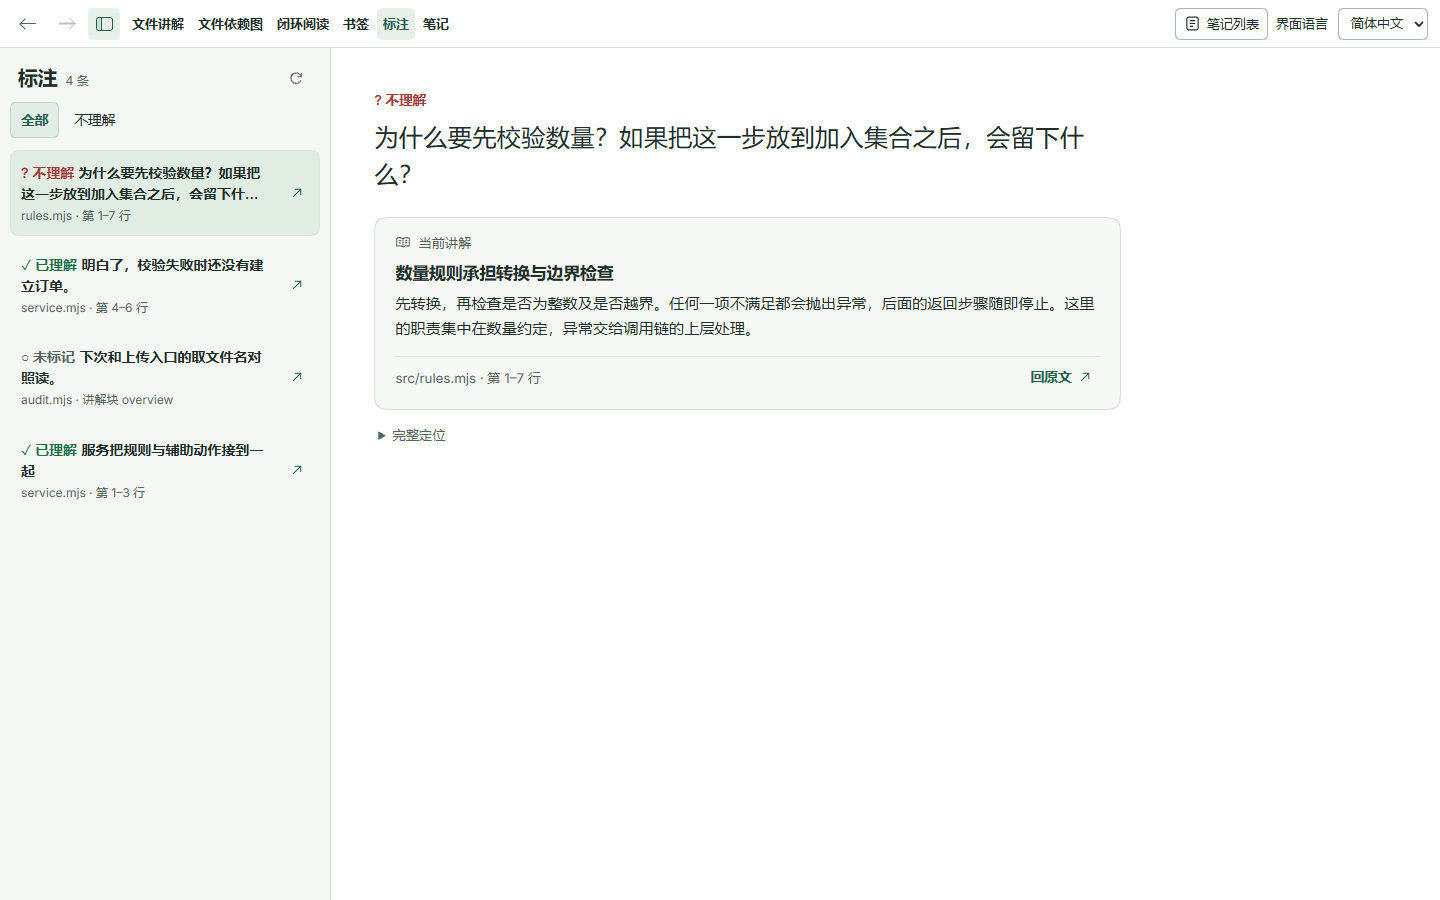 文件讲解 文件依赖图 闭环阅读 书签 标注 笔记 笔记列表 界面语言 简体中文
标注 4 条
全部 不理解
? 不理解 为什么要先校验数量？如果把
这一步放到加入集合之后，会留下什…
rules.mjs · 第 1–7 行
✓ 已理解 明白了，校验失败时还没有建
立订单。
service.mjs · 第 4–6 行
○ 未标记 下次和上传入口的取文件名对
照读。
audit.mjs · 讲解块 overview
✓ 已理解 服务把规则与辅助动作接到一
起
service.mjs · 第 1–3 行
? 不理解
为什么要先校验数量？如果把这一步放到加入集合之后，会留下什
么？
当前讲解
数量规则承担转换与边界检查
先转换，再检查是否为整数及是否越界。任何一项不满足都会抛出异常，后面的返回步骤随即停止。这里
的职责集中在数量约定，异常交给调用链的上层处理。
src/rules.mjs · 第 1–7 行 回原文
完整定位